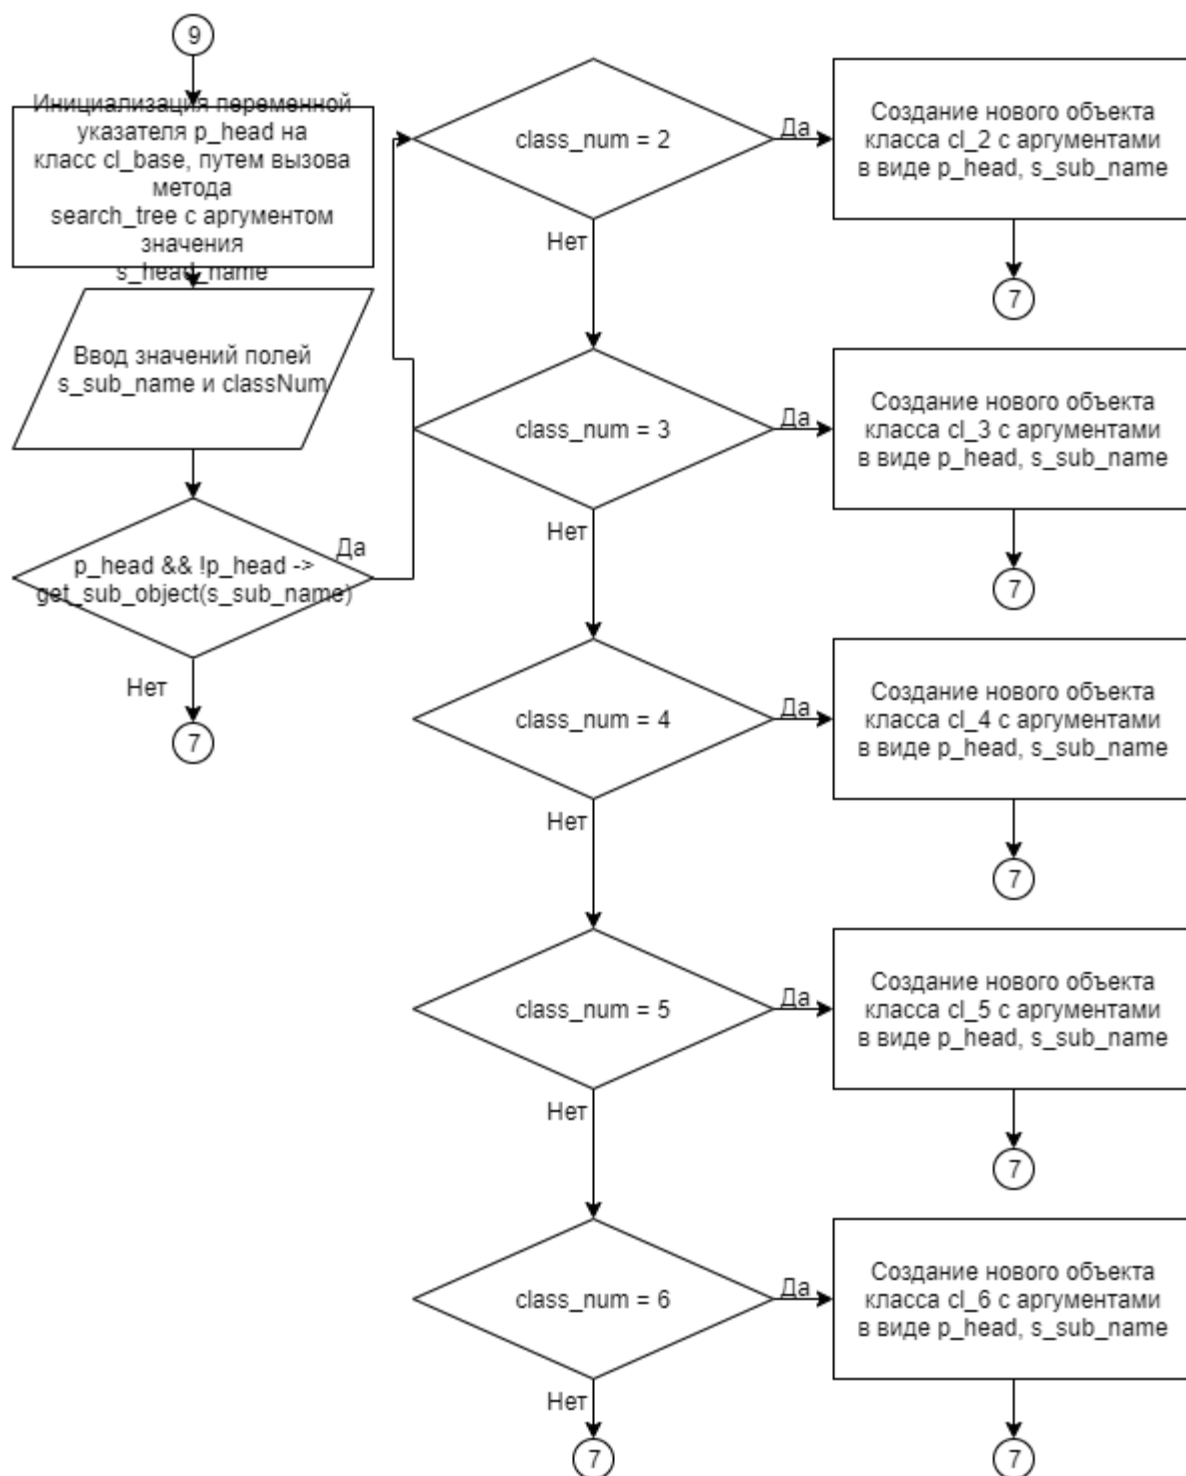 9
Инициализация переменной
указателя p_head на
класс cl_base, путем вызова
метода
search_tree с аргументом
значения
s_head_name
Ввод значений полей
s_sub_name и classNum
p_head && !p_head ->
get_sub_object(s_sub_name)
Да
Нет
7
class_num = 2
Да
Создание нового объекта
класса cl_2 с аргументами
в виде p_head, s_sub_name
7
Нет
class_num = 3
Да
Создание нового объекта
класса cl_3 с аргументами
в виде p_head, s_sub_name
7
Нет
class_num = 4
Да
Создание нового объекта
класса cl_4 с аргументами
в виде p_head, s_sub_name
7
Нет
class_num = 5
Да
Создание нового объекта
класса cl_5 с аргументами
в виде p_head, s_sub_name
7
Нет
class_num = 6
Да
Создание нового объекта
класса cl_6 с аргументами
в виде p_head, s_sub_name
7
Нет
7